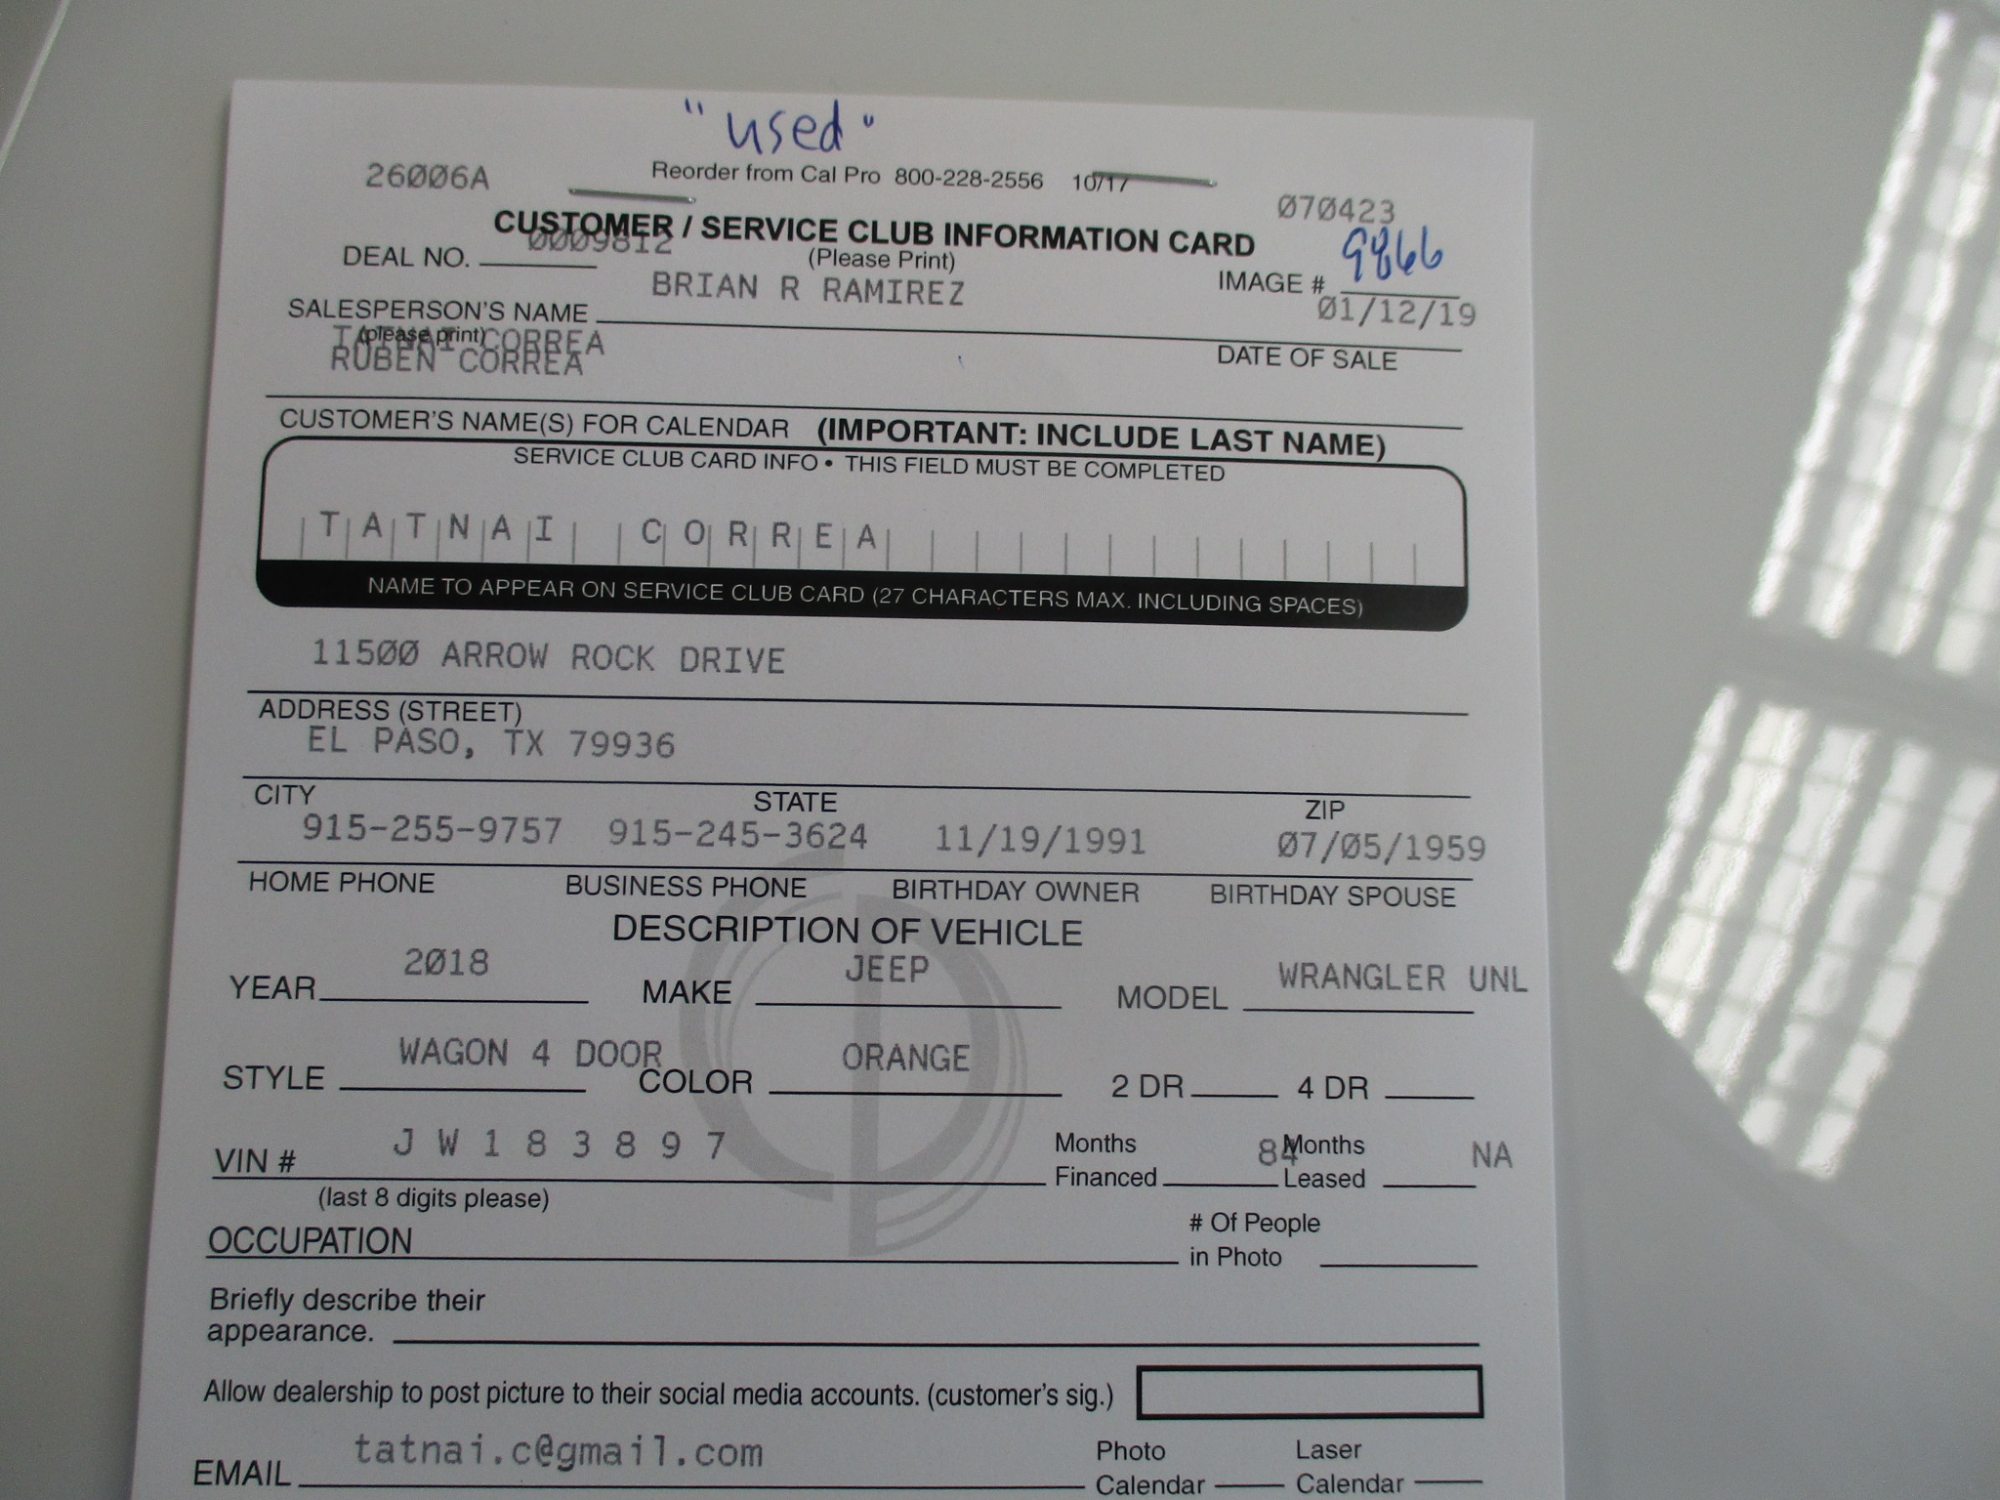 "used"
26006A Reorder from Cal Pro 800-228-2556 10/17 070423
CUSTOMER / SERVICE CLUB INFORMATION CARD
DEAL NO. 0009812 (Please Print) IMAGE # 9866
SALESPERSON'S NAME BRIAN R RAMIREZ 01/12/19
(please print) DATE OF SALE
TATNAI CORREA
RUBEN CORREA
CUSTOMER'S NAME(S) FOR CALENDAR (IMPORTANT: INCLUDE LAST NAME)
SERVICE CLUB CARD INFO • THIS FIELD MUST BE COMPLETED
TATNAI CORREA
NAME TO APPEAR ON SERVICE CLUB CARD (27 CHARACTERS MAX. INCLUDING SPACES)
11500 ARROW ROCK DRIVE
ADDRESS (STREET)
EL PASO, TX 79936
CITY STATE ZIP
915-255-9757 915-245-3624 11/19/1991 07/05/1959
HOME PHONE BUSINESS PHONE BIRTHDAY OWNER BIRTHDAY SPOUSE
DESCRIPTION OF VEHICLE
YEAR 2018 MAKE JEEP MODEL WRANGLER UNL
STYLE WAGON 4 DOOR COLOR ORANGE 2 DR 4 DR
VIN # JW183897 Months Financed 84 Months Leased NA
(last 8 digits please)
OCCUPATION # Of People in Photo
Briefly describe their
appearance.
Allow dealership to post picture to their social media accounts. (customer's sig.)
EMAIL tatnai.c@gmail.com Photo Calendar Laser Calendar